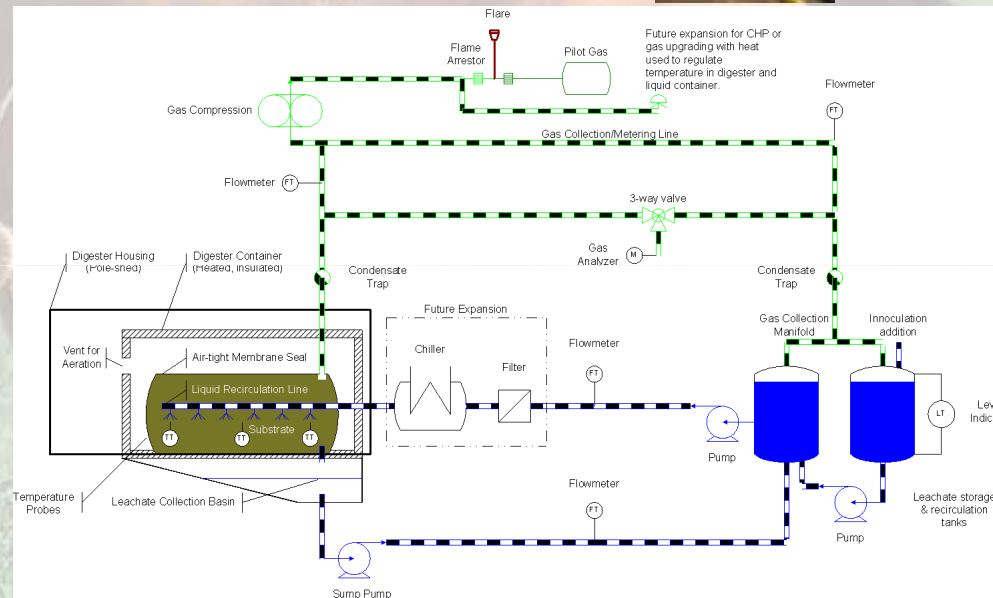 Flare
Flame
Arrestor
Pilot Gas
Future expansion for CHP or
gas upgrading with heat
used to regulate
temperature in digester and
liquid container.
Flowmeter
Gas Compression
FT
Gas Collection/Metering Line
Flowmeter
FT
3-way valve
Gas
Analyzer
M
Digester Housing
(Pole-shed)
Digester Container
(Heated, insulated)
Condensate
Trap
Condensate
Trap
Future Expansion
Gas Collection
Manifold
Innoculation
addition
Vent for
Aeration
Air-tight Membrane Seal
Chiller
Filter
Flowmeter
FT
Liquid Recirculation Line
Substrate
TT
TT
TT
LT
Pump
Temperature
Probes
Leachate Collection Basin
Flowmeter
FT
Pump
Leachate storage
& recirculation
tanks
Sump Pump